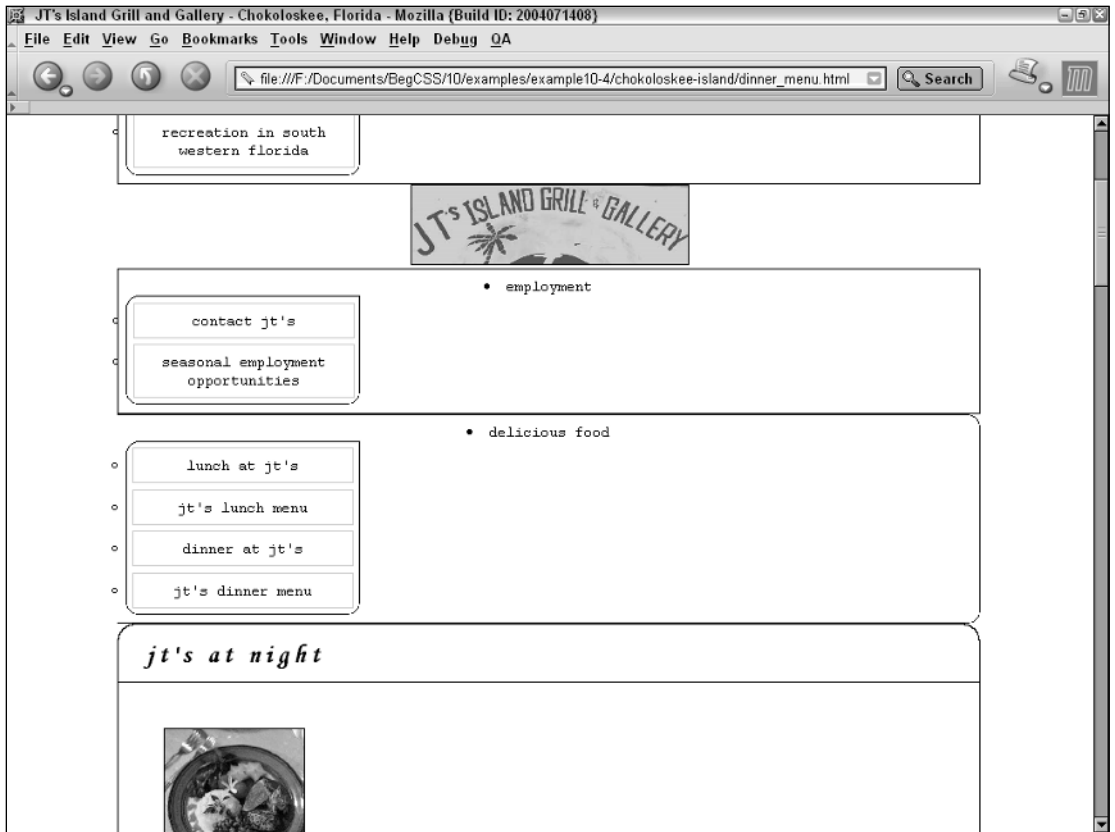 JT's Island Grill and Gallery - Chokoloskee, Florida - Mozilla {Build ID: 2004071408}
File Edit View Go Bookmarks Tools Window Help Debug QA
file:///F:/Documents/BegCSS/10/examples/example10-4/chokoloskee-island/dinner_menu.html Search
recreation in south
western florida
JT's ISLAND GRILL & GALLERY
employment
contact jt's
seasonal employment
opportunities
delicious food
lunch at jt's
jt's lunch menu
dinner at jt's
jt's dinner menu
jt's at night